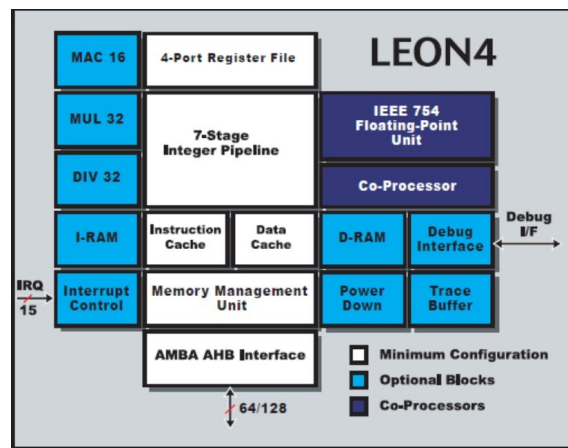 LEON4
MAC 16
4-Port Register File
MUL 32
7-Stage
Integer Pipeline
IEEE 754
Floating-Point
Unit
DIV 32
Co-Processor
I-RAM
Instruction
Cache
Data
Cache
D-RAM
Debug
Interface
Debug
I/F
IRQ
15
Interrupt
Control
Memory Management
Unit
Power
Down
Trace
Buffer
AMBA AHB Interface
64/128
Minimum Configuration
Optional Blocks
Co-Processors